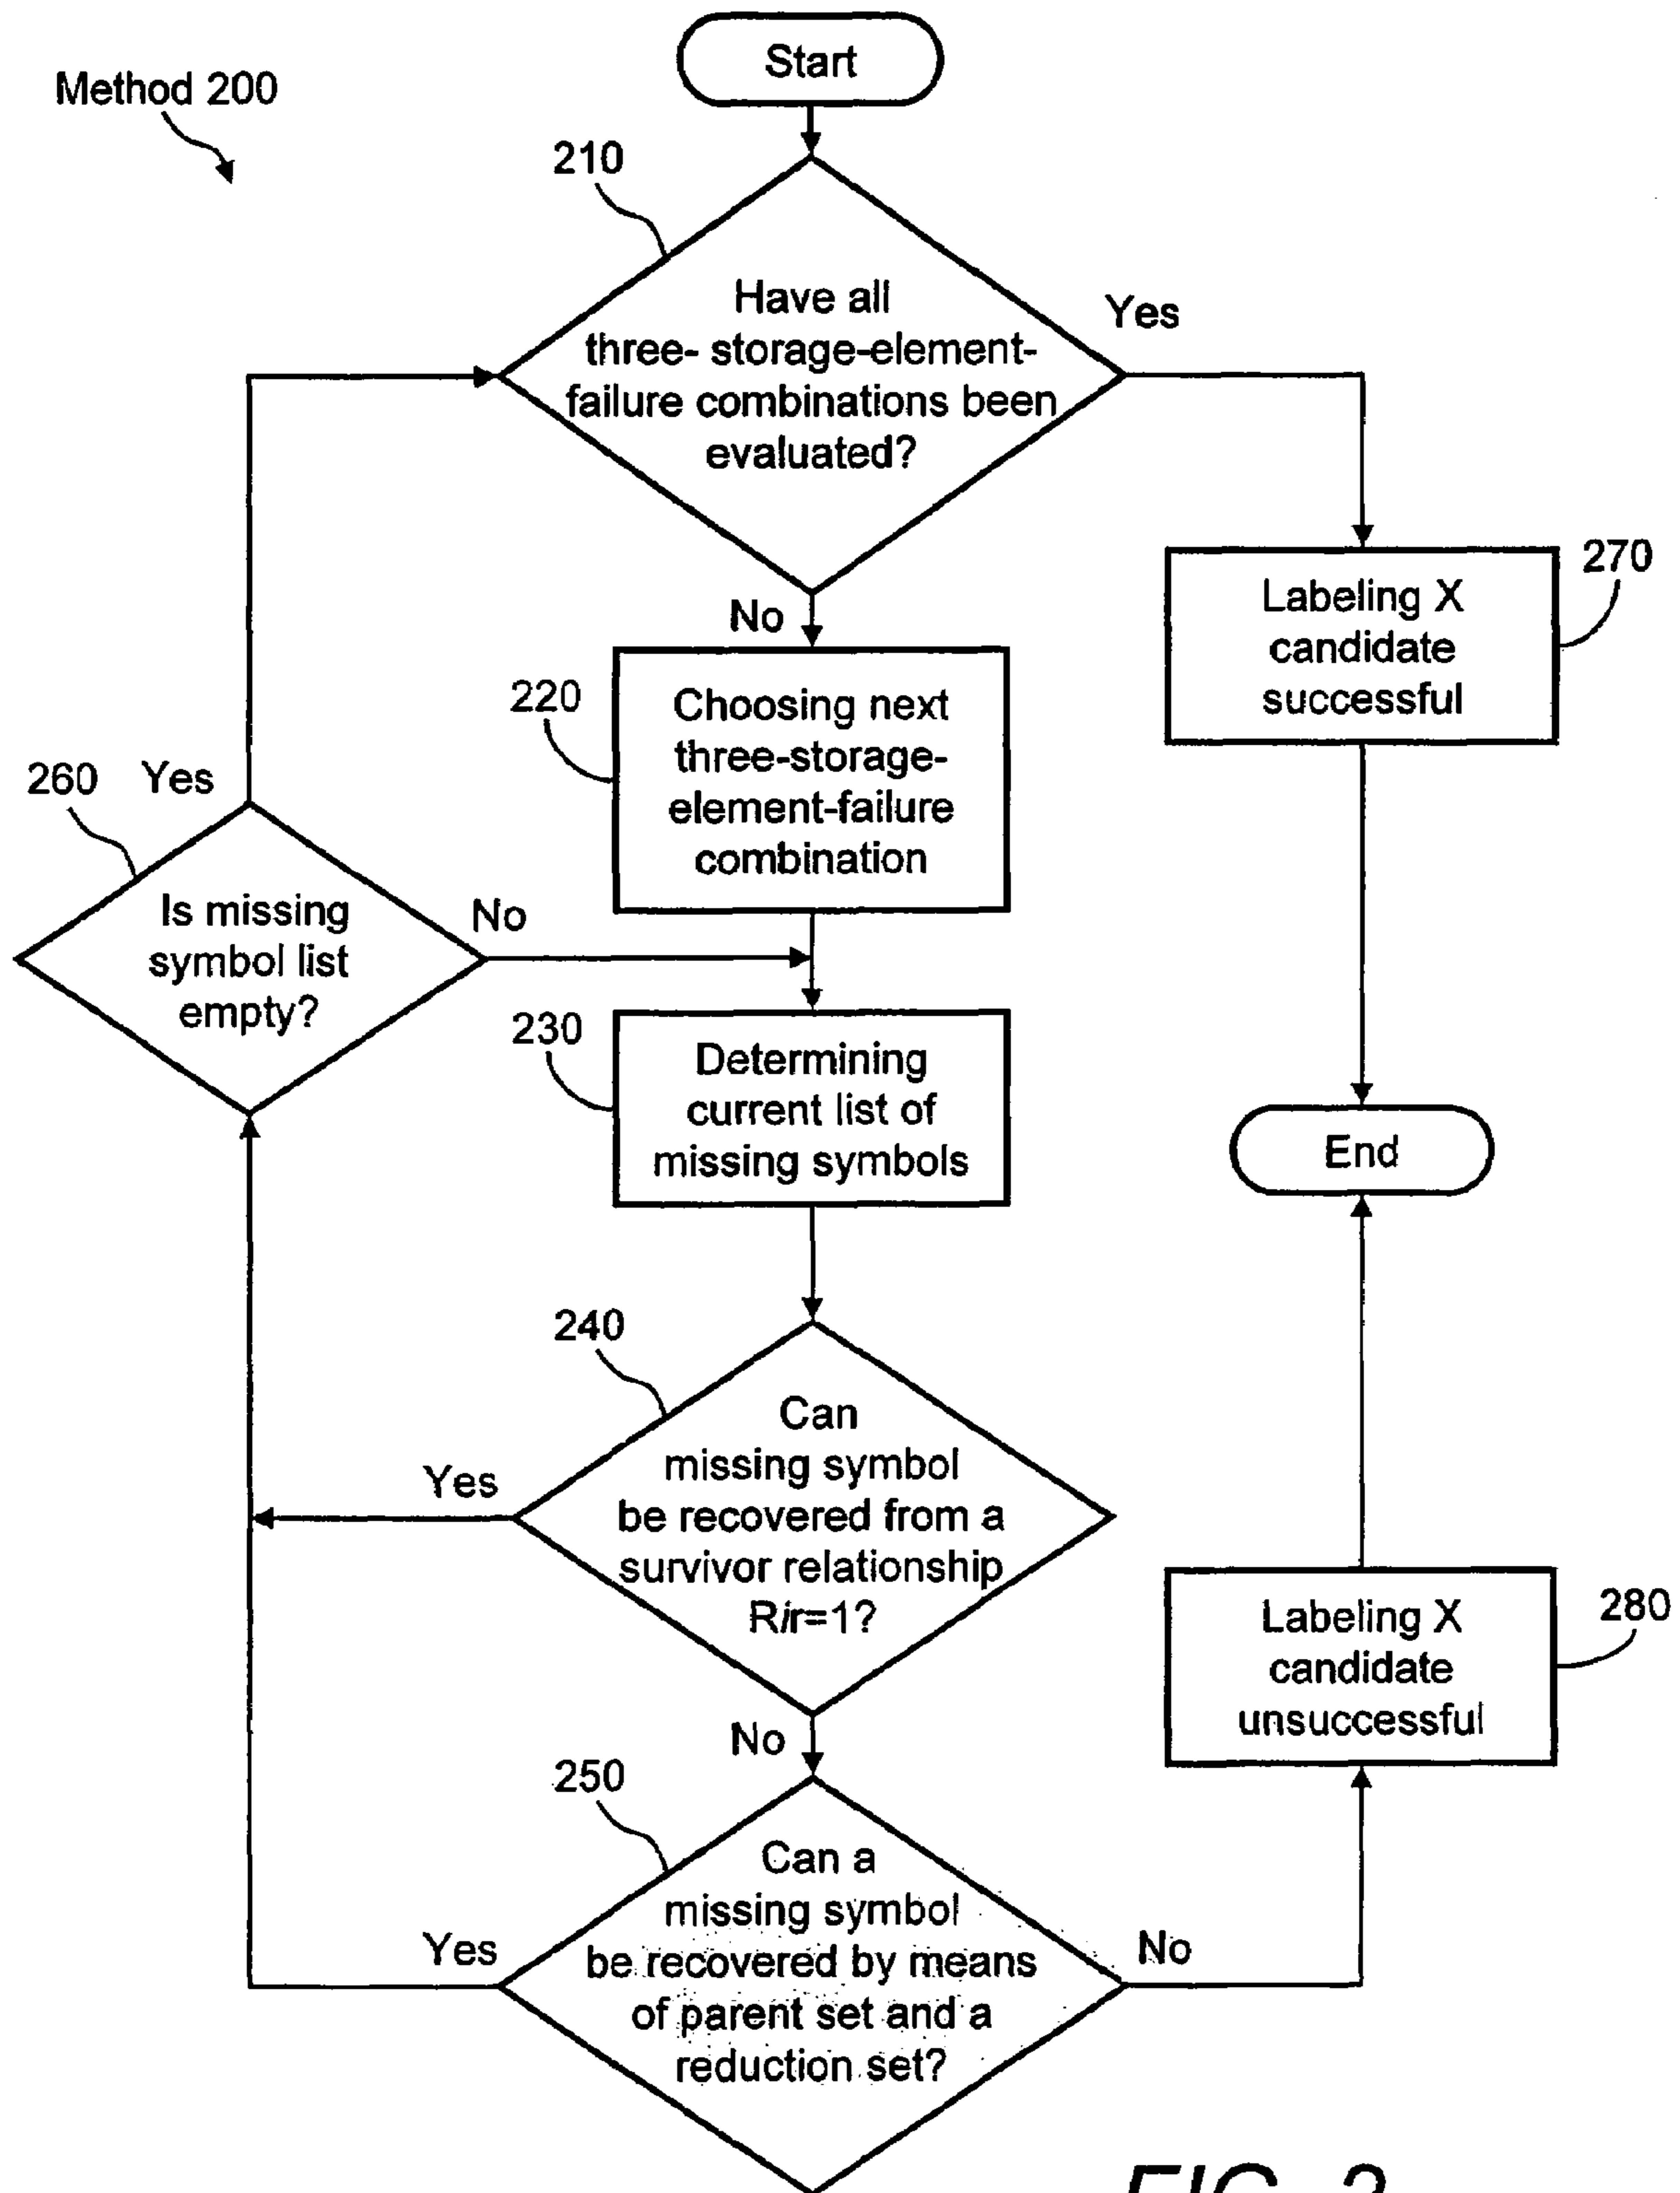 Start
Method 200
210
Have all
three- storage-element-
failure combinations been
evaluated?
Yes
No
270
Labeling X
candidate
successful
220
Choosing next
three-storage-
element-failure
combination
260
Yes
Is missing
symbol list
empty?
No
230
Determining
current list of
missing symbols
End
240
Can
missing symbol
be recovered from a
survivor relationship
Rir=1?
Yes
No
280
Labeling X
candidate
unsuccessful
250
Can a
missing symbol
be recovered by means
of parent set and a
reduction set?
Yes
No